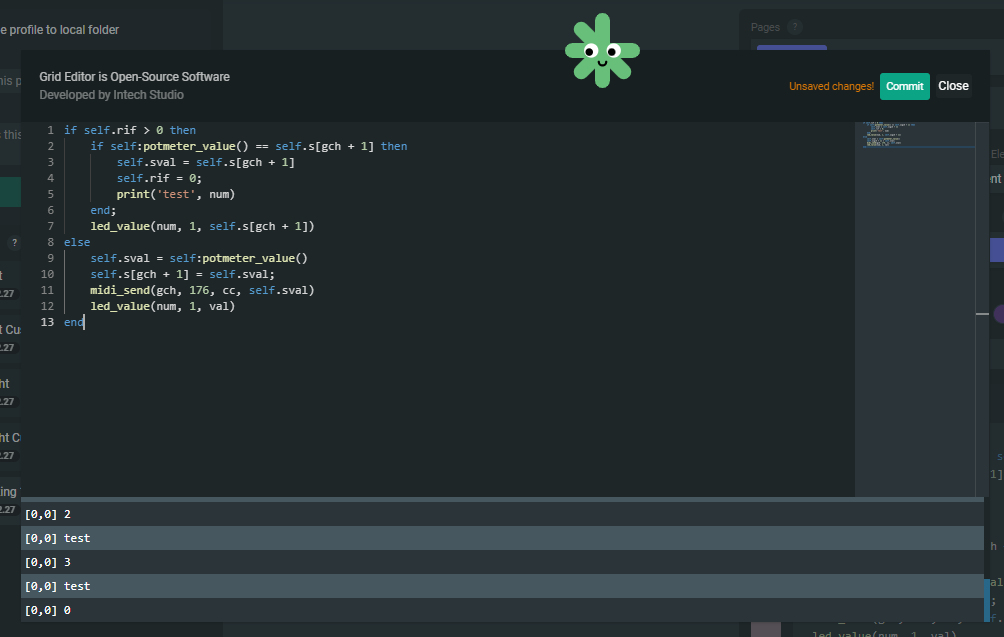 e profile to local folder
Pages ?
his p
Grid Editor is Open-Source Software
Developed by Intech Studio
Unsaved changes!
Commit
Close
this
1 if self.rif > 0 then
2 if self:potmeter_value() == self.s[gch + 1] then
3 self.sval = self.s[gch + 1]
4 self.rif = 0;
5 print('test', num)
6 end;
7 led_value(num, 1, self.s[gch + 1])
8 else
9 self.sval = self:potmeter_value()
10 self.s[gch + 1] = self.sval;
11 midi_send(gch, 176, cc, self.sval)
12 led_value(num, 1, val)
13 end
Ele
nt
?
t
2.27
t Cu
2.27
ht
2.27
ht C
2.27
ing
2.27
s
1]
[0,0] 2
[0,0] test
[0,0] 3
[0,0] test
[0,0] 0
h
al
;
led_value(num, 1, val)